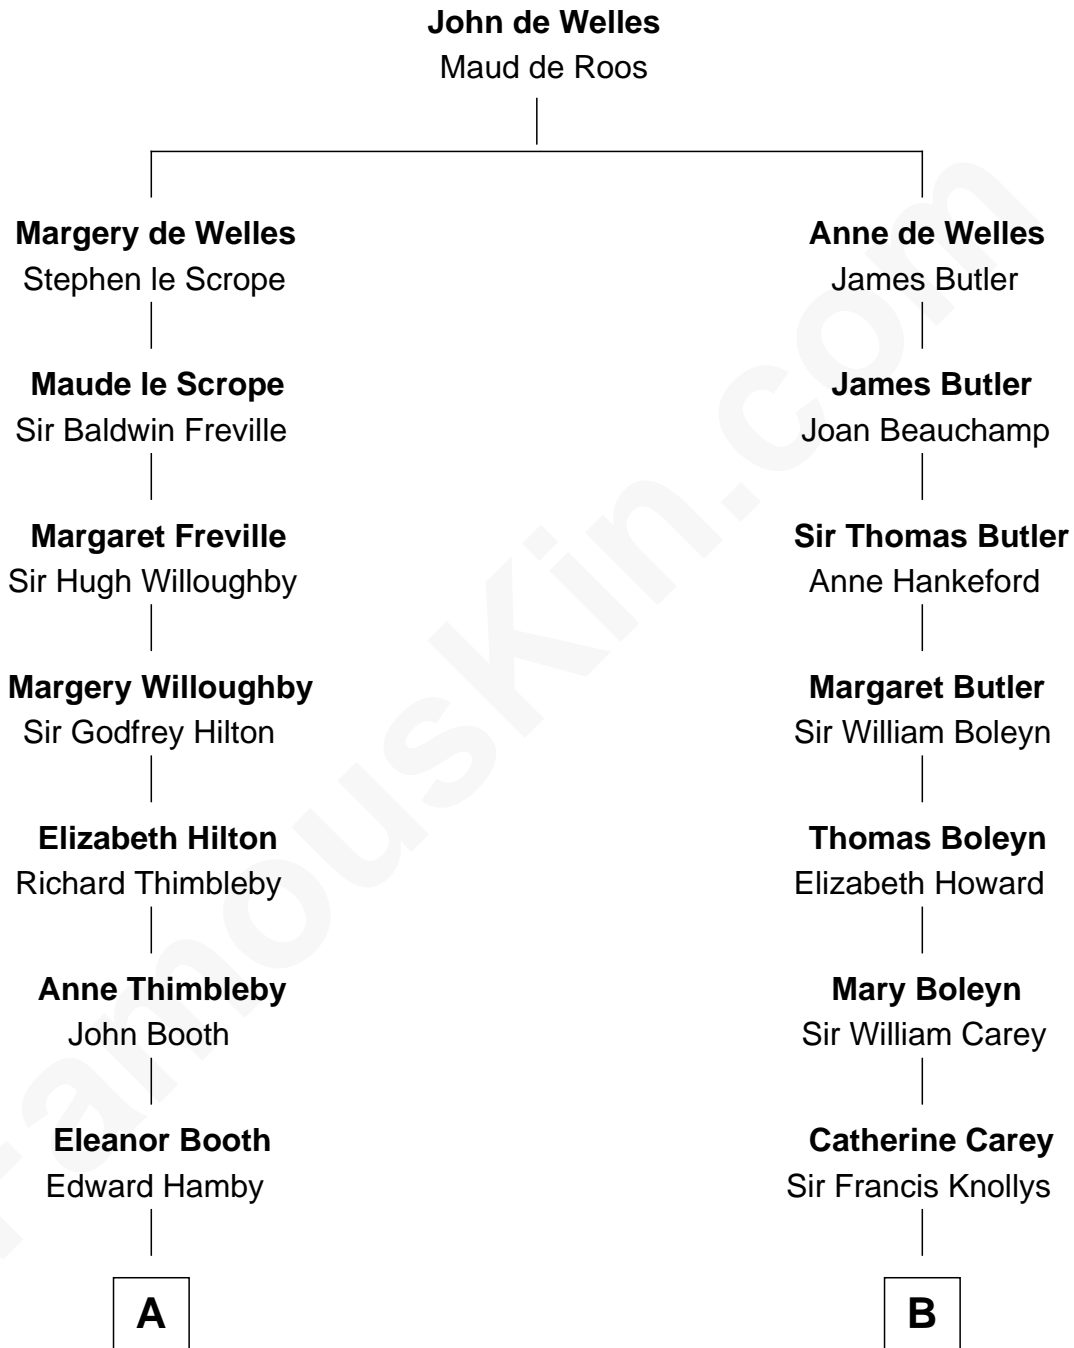 John de Welles
Maud de Roos
Margery de Welles
Stephen le Scrope
Anne de Welles
James Butler
Maude le Scrope
Sir Baldwin Freville
James Butler
Joan Beauchamp
Margaret Freville
Sir Hugh Willoughby
Sir Thomas Butler
Anne Hankeford
Margery Willoughby
Sir Godfrey Hilton
Margaret Butler
Sir William Boleyn
Elizabeth Hilton
Richard Thimbleby
Thomas Boleyn
Elizabeth Howard
Anne Thimbleby
John Booth
Mary Boleyn
Sir William Carey
Eleanor Booth
Edward Hamby
Catherine Carey
Sir Francis Knollys
A
B
FamousKin.com